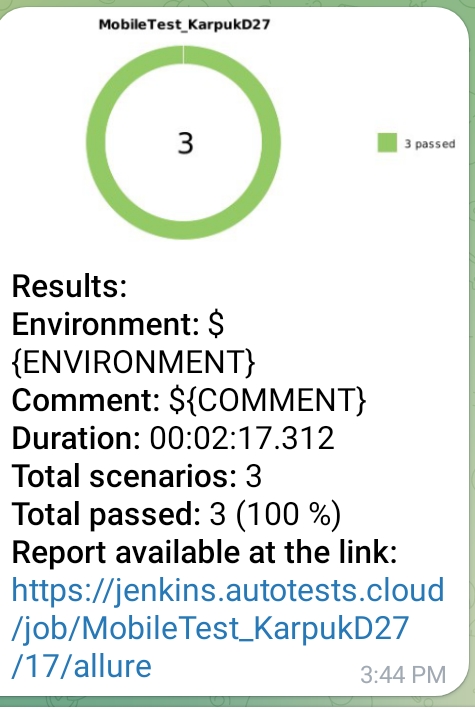 MobileTest_KarpukD27
3
3 passed
Results:
Environment: $
{ENVIRONMENT}
Comment: ${COMMENT}
Duration: 00:02:17.312
Total scenarios: 3
Total passed: 3 (100 %)
Report available at the link:
https://jenkins.autotests.cloud
/job/MobileTest_KarpukD27
/17/allure
3:44 PM